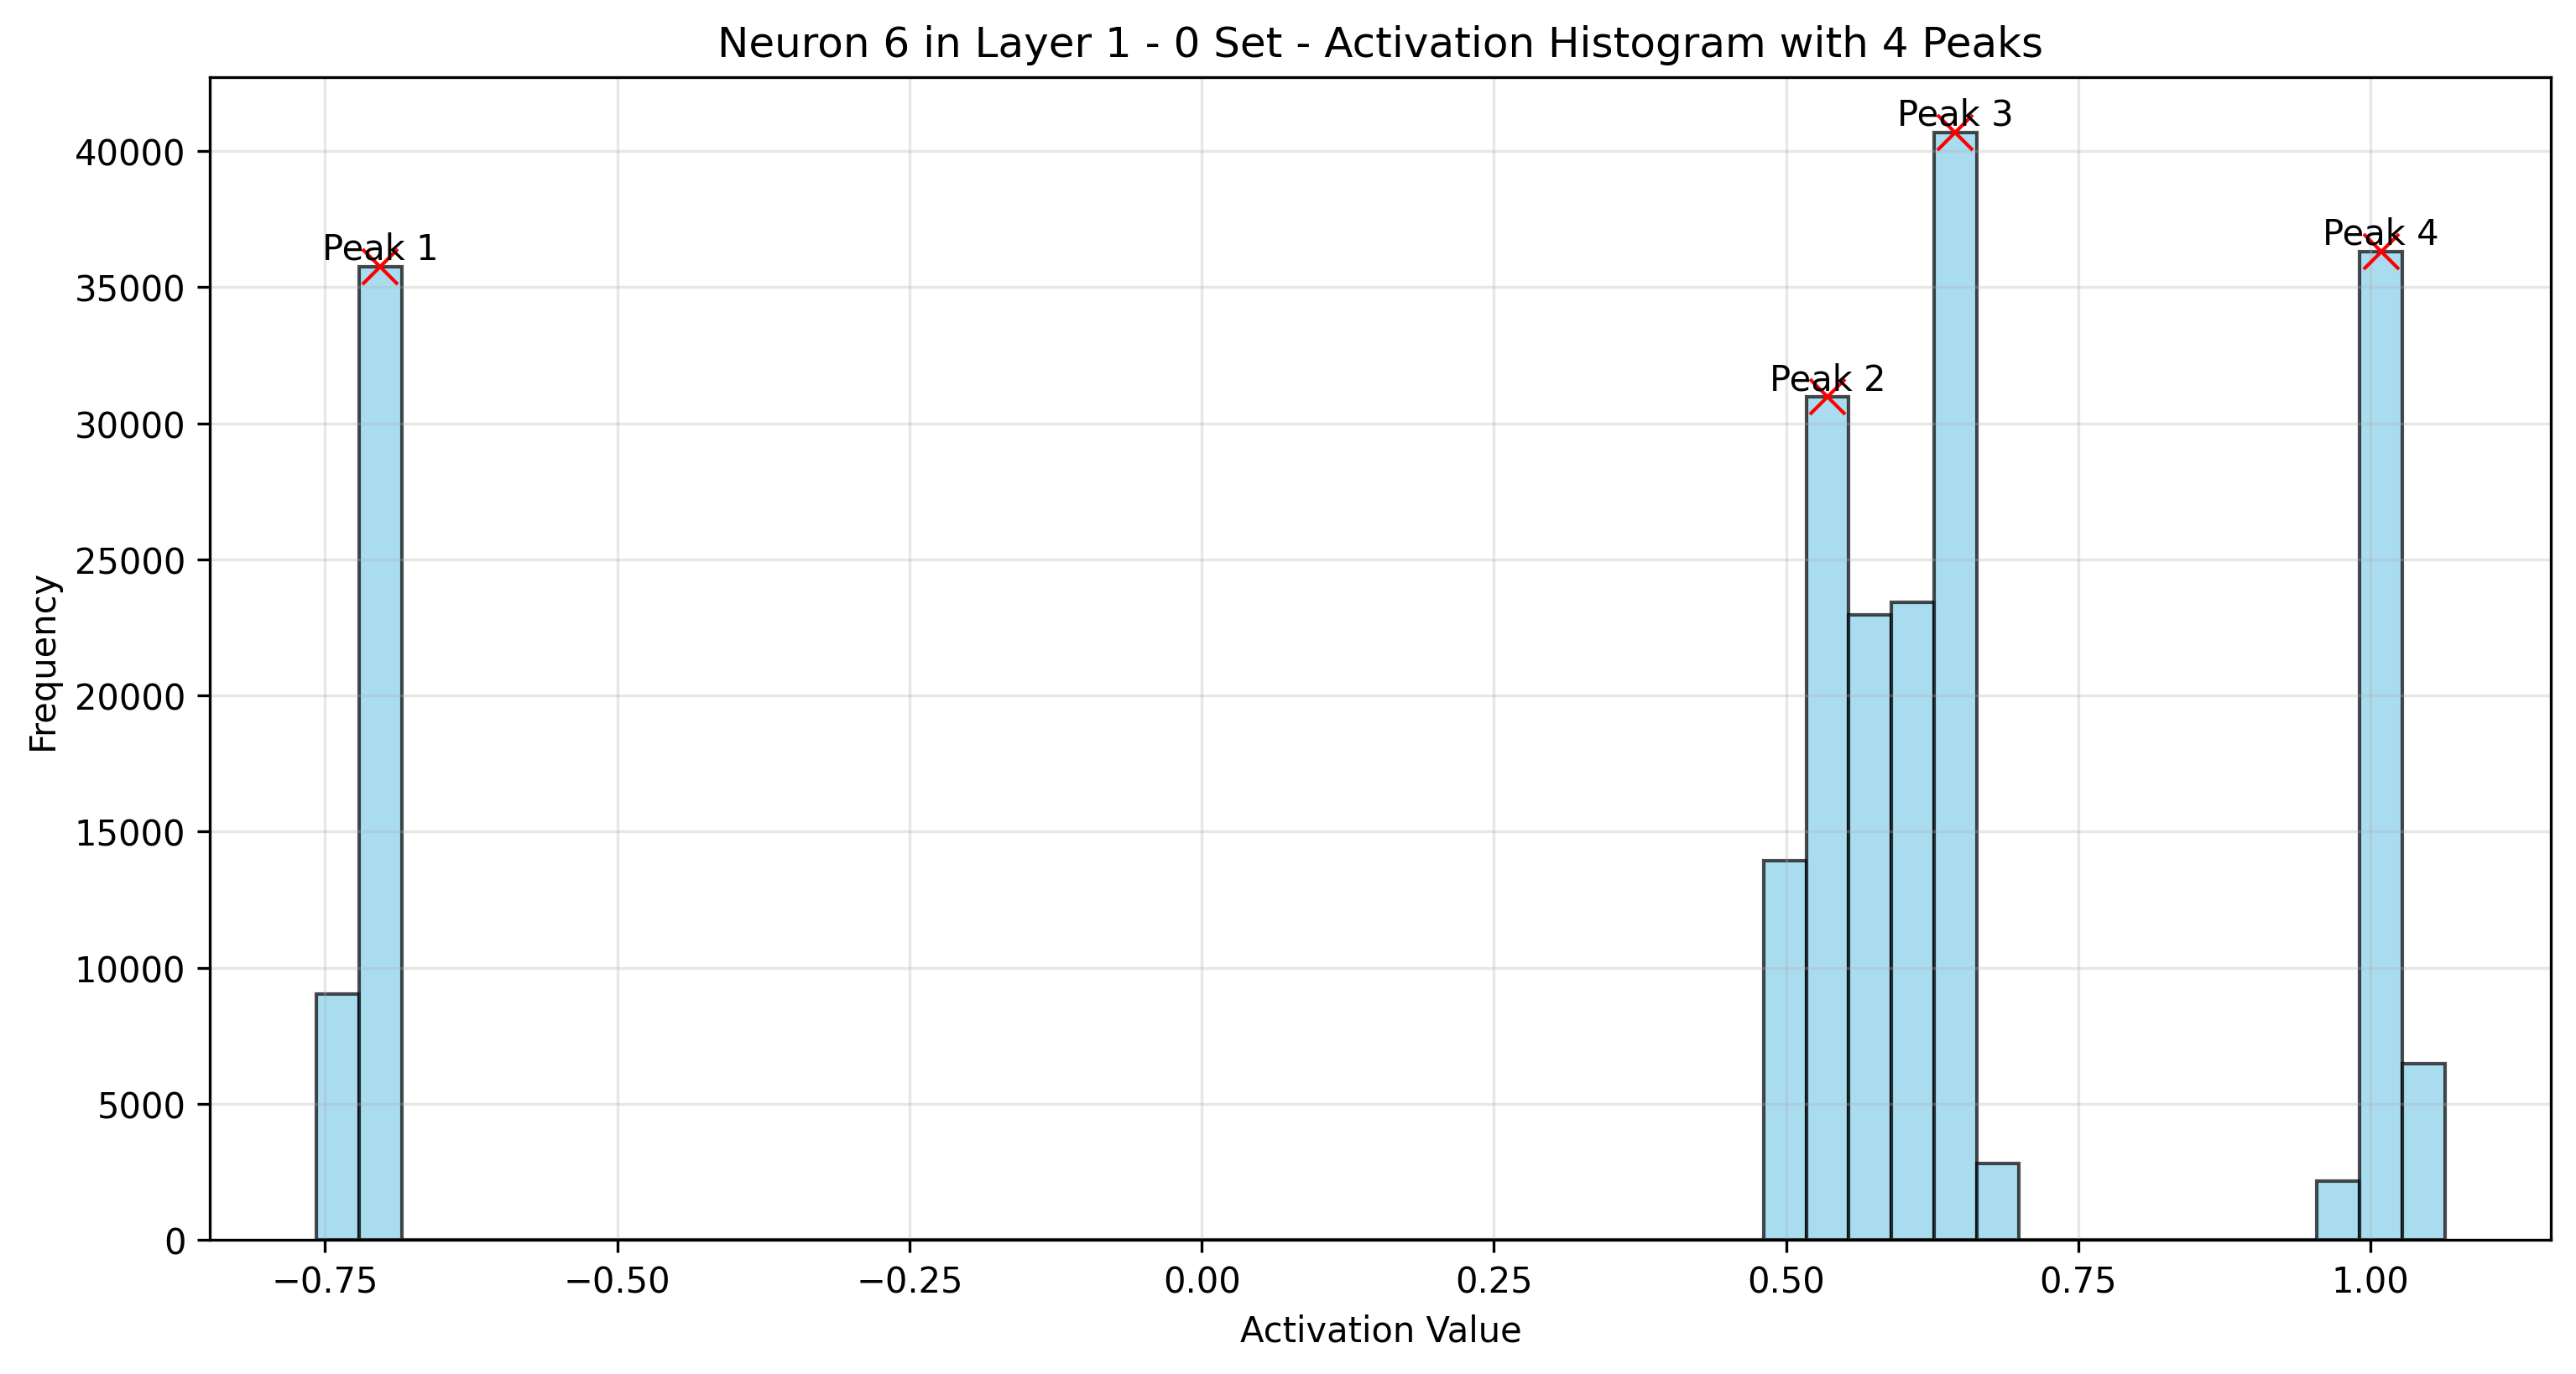 Neuron 6 in Layer 1 - 0 Set - Activation Histogram with 4 Peaks
Peak 3
40000
Peak 4
Peak 1
35000
Peak 2
30000
25000
Frequency
20000
15000
10000
5000
0
−0.75 −0.50 −0.25 0.00 0.25 0.50 0.75 1.00
Activation Value